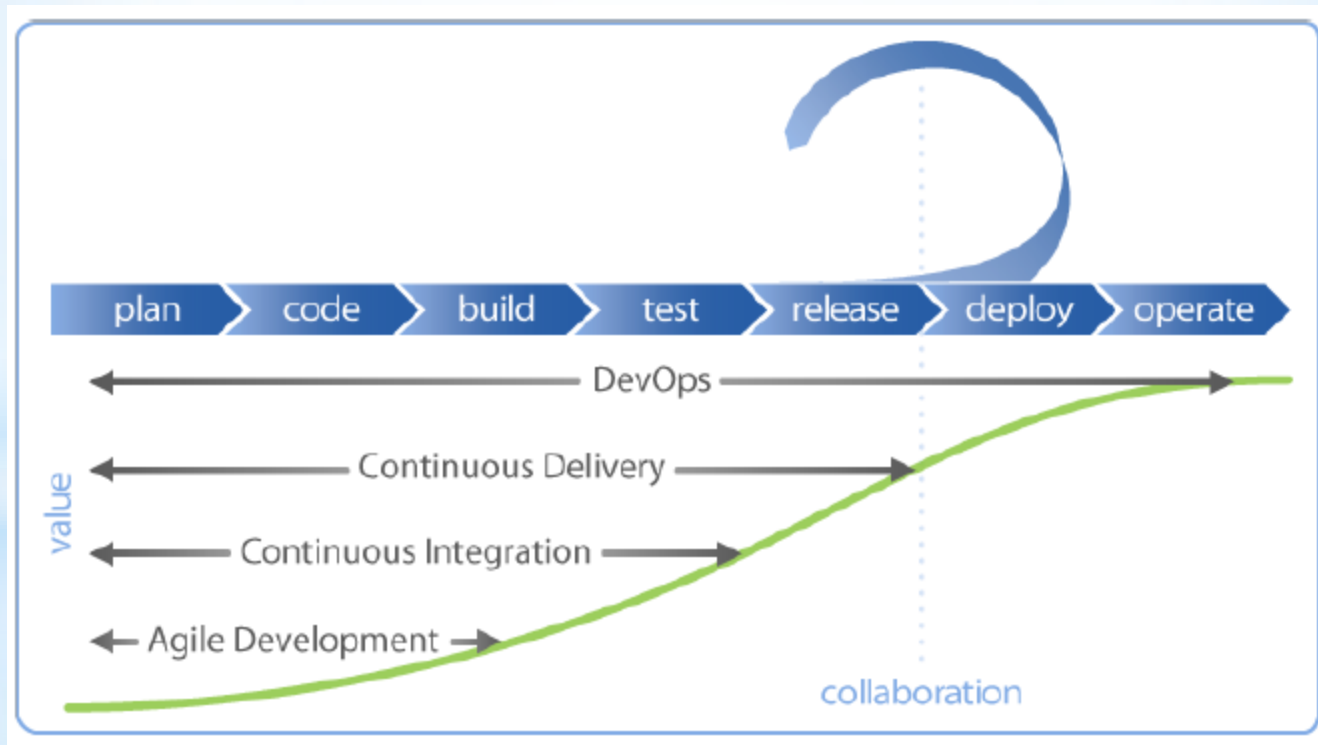 plan code build test release deploy operate
DevOps
Continuous Delivery
value
Continuous Integration
Agile Development
collaboration